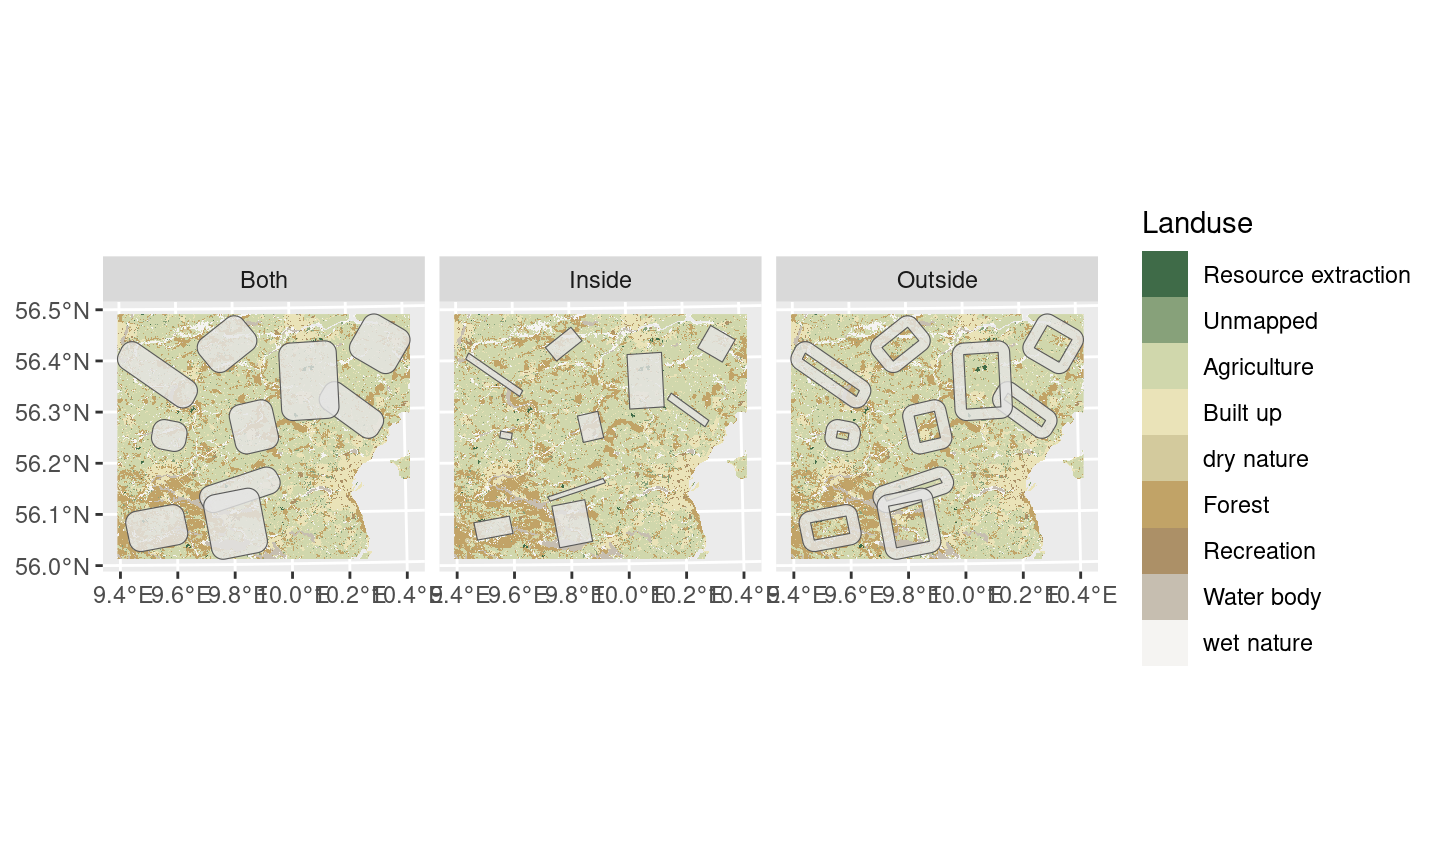 Both Inside Outside
56.5°N
56.4°N
56.3°N
56.2°N
56.1°N
56.0°N
9.4°E 9.6°E 9.8°E 10.0°E 10.2°E 10.4°E 9.4°E 9.6°E 9.8°E 10.0°E 10.2°E 10.4°E 9.4°E 9.6°E 9.8°E 10.0°E 10.2°E 10.4°E
Landuse
Resource extraction
Unmapped
Agriculture
Built up
dry nature
Forest
Recreation
Water body
wet nature